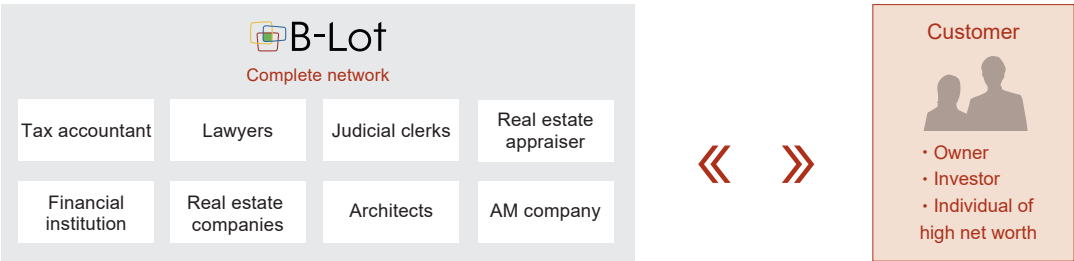 B-Lot
Complete network
Tax accountant
Lawyers
Judicial clerks
Real estate
appraiser
Financial
institution
Real estate
companies
Architects
AM company
Customer
・Owner
・Investor
・Individual of
high net worth